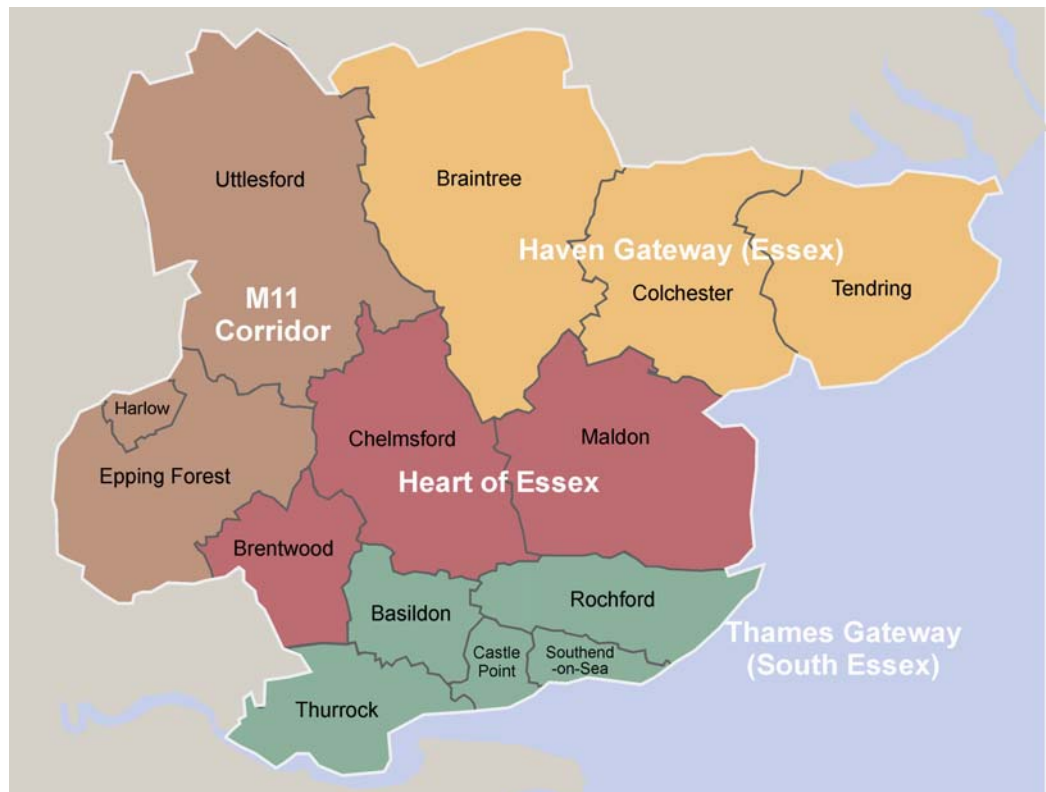 Uttlesford
Braintree
Haven Gateway (Essex)
Colchester
Tendring
M11
Corridor
Harlow
Chelmsford
Maldon
Epping Forest
Heart of Essex
Brentwood
Basildon
Rochford
Thames Gateway
(South Essex)
Castle
Point
Southend
-on-Sea
Thurrock